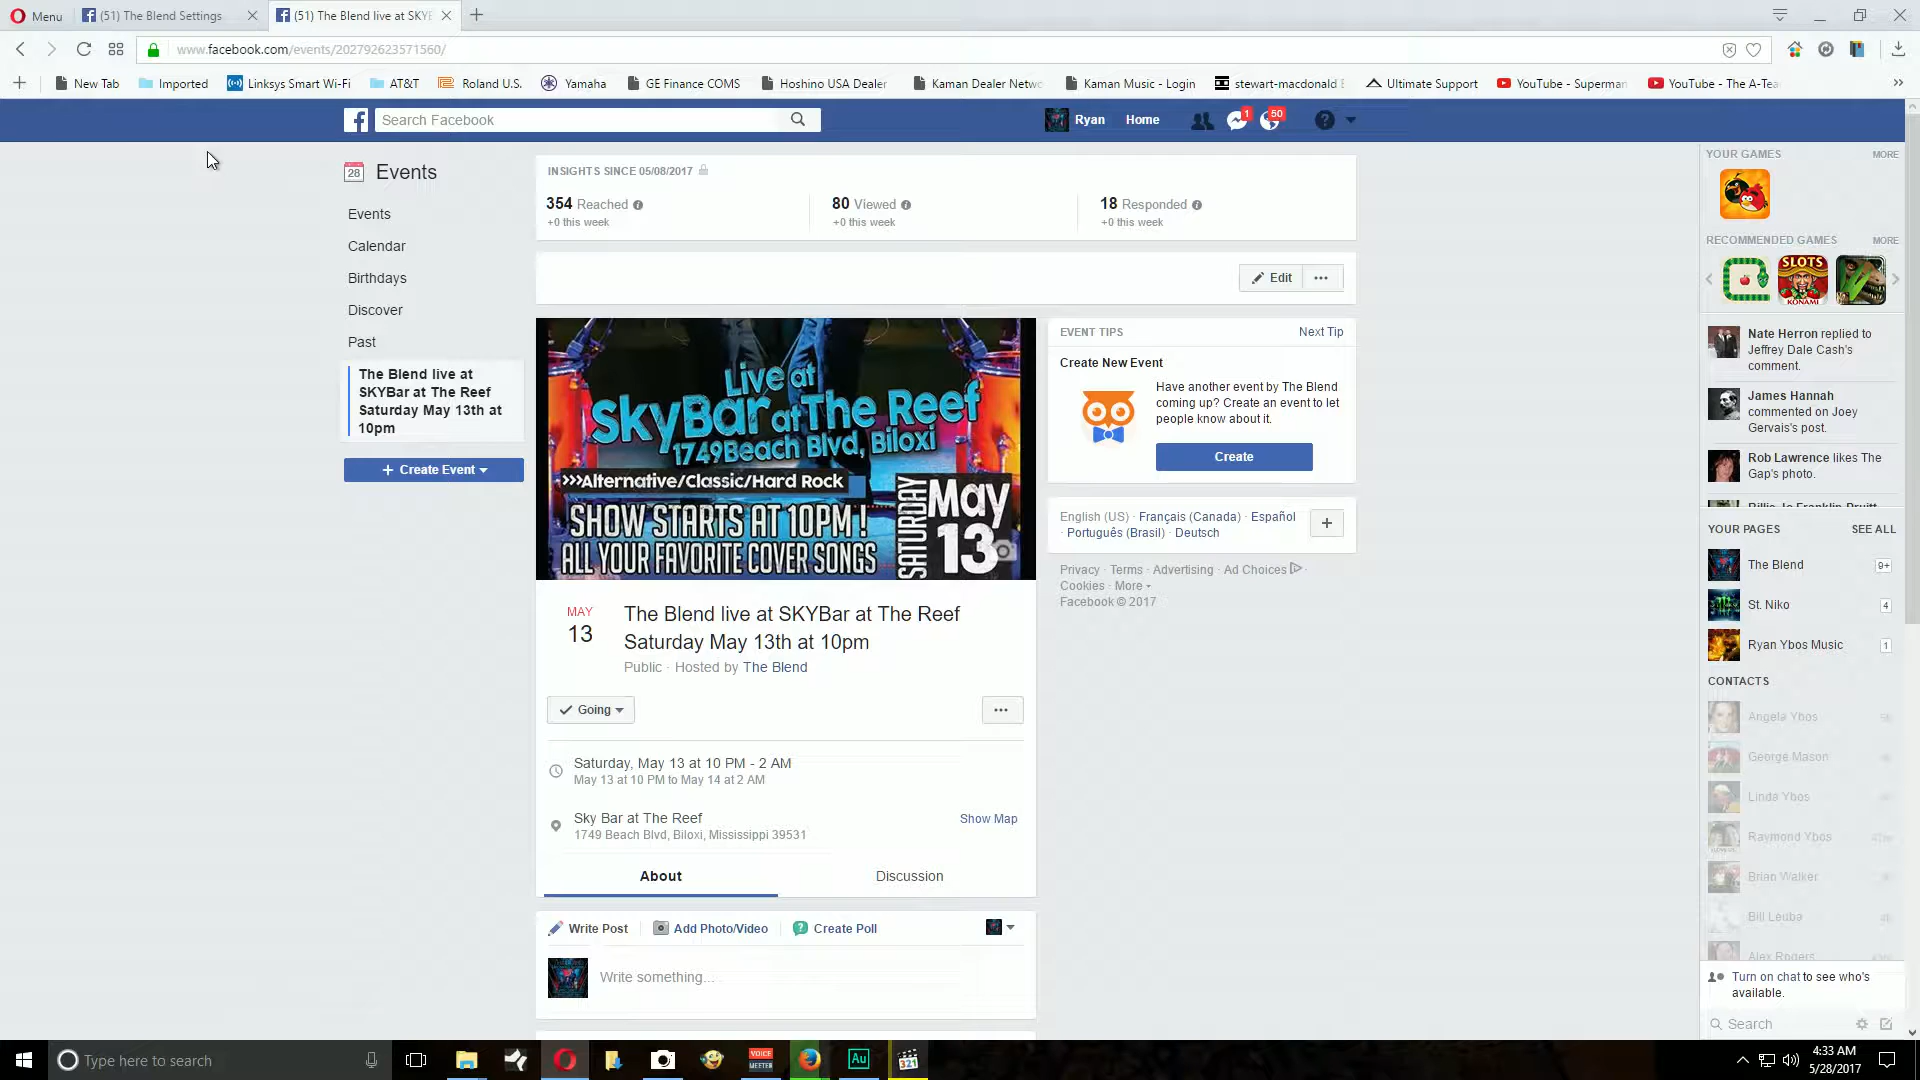 Menu
(51) The Blend Settings
(51) The Blend live at SKY
www.facebook.com/events/202792623571560/
New Tab
Imported
Linksys Smart Wi-Fi
AT&T
Roland U.S.
Yamaha
GE Finance COMS
Hoshino USA Dealer
Kaman Dealer Netwo
Kaman Music - Login
stewart-macdonald
Ultimate Support
YouTube - Superman
YouTube - The A-Tea
Search Facebook
Ryan
Home
1
50
28
Events
Events
Calendar
Birthdays
Discover
Past
The Blend live at
SKYBar at The Reef
Saturday May 13th at
10pm
Create Event
INSIGHTS SINCE 05/08/2017
354 Reached
+0 this week
80 Viewed
+0 this week
18 Responded
+0 this week
Edit
Live at
SkyBar at The Reef
1749 Beach Blvd, Biloxi
>>>Alternative/Classic/Hard Rock
SHOW STARTS AT 10PM!
ALL YOUR FAVORITE COVER SONGS
SATURDAY
May
13
MAY
13
The Blend live at SKYBar at The Reef
Saturday May 13th at 10pm
Public · Hosted by The Blend
Going
Saturday, May 13 at 10 PM - 2 AM
May 13 at 10 PM to May 14 at 2 AM
Sky Bar at The Reef
1749 Beach Blvd, Biloxi, Mississippi 39531
Show Map
About
Discussion
Write Post
Add Photo/Video
Create Poll
Write something...
EVENT TIPS
Next Tip
Create New Event
Have another event by The Blend
coming up? Create an event to let
people know about it.
Create
English (US) · Français (Canada) · Español
· Português (Brasil) · Deutsch
Privacy · Terms · Advertising · Ad Choices ·
Cookies · More
Facebook © 2017
YOUR GAMES
MORE
RECOMMENDED GAMES
MORE
SLOTS
KONAMI
Nate Herron replied to
Jeffrey Dale Cash's
comment.
James Hannah
commented on Joey
Gervais's post.
Rob Lawrence likes The
Gap's photo.
YOUR PAGES
SEE ALL
The Blend
9+
St. Niko
4
Ryan Ybos Music
1
CONTACTS
Angela Ybos
George Mason
Linda Ybos
Raymond Ybos
Brian Walker
Bill Leuba
Alex Rogers
Turn on chat to see who's
available.
Search
Type here to search
VOICE
MEETER
Au
321
4:33 AM
5/28/2017